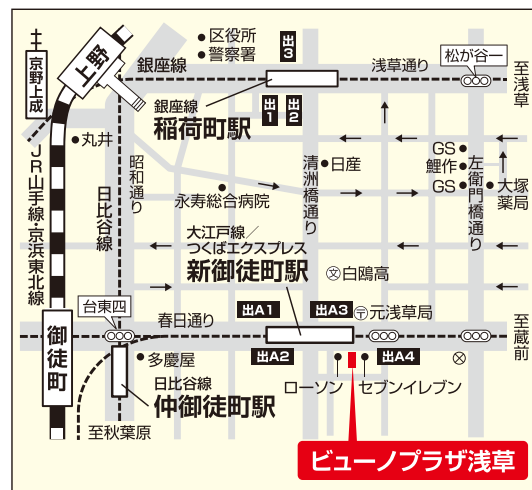 区役所
警察署
出3
銀座線
浅草通り
松が谷一
至浅草
上野
京成上野
銀座線
稲荷町駅
出1
出2
丸井
昭和通り
日比谷線
JR山手線・京浜東北線
永寿総合病院
清洲橋通り
日産
GS
鯉作
GS
左衛門橋通り
大塚薬局
大江戸線/
つくばエクスプレス
新御徒町駅
文白鴎高
台東四
春日通り
出A1
出A3
〒元浅草局
至蔵前
御徒町
多慶屋
出A2
出A4
日比谷線
仲御徒町駅
ローソン
セブンイレブン
至秋葉原
ビューノプラザ浅草